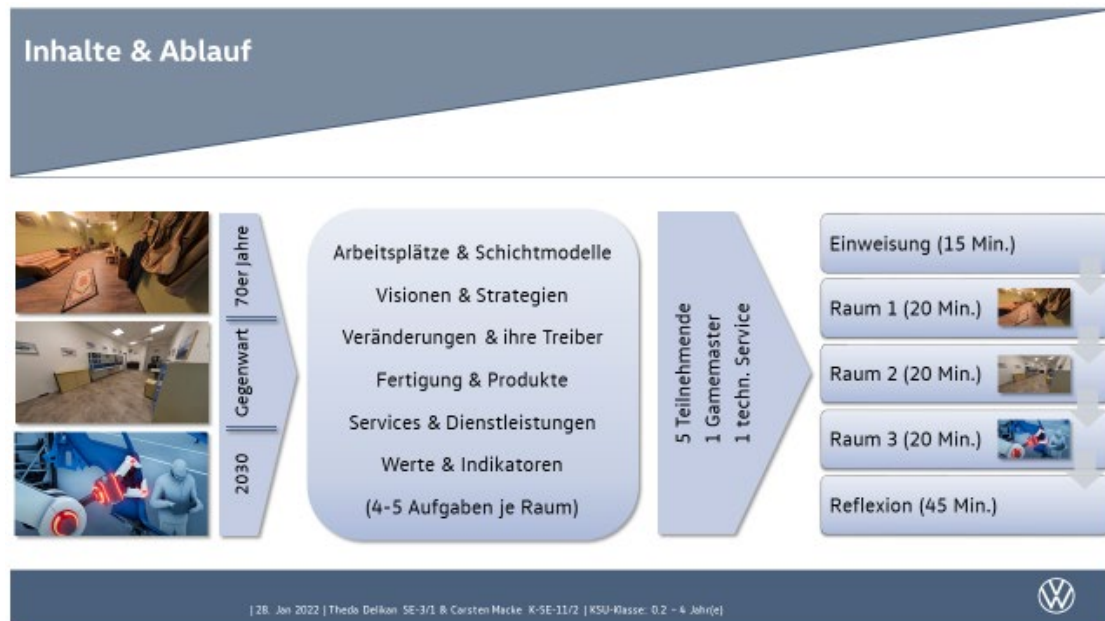 Inhalte & Ablauf
70er Jahre
Gegenwart
2030
Arbeitsplätze & Schichtmodelle
Visionen & Strategien
Veränderungen & ihre Treiber
Fertigung & Produkte
Services & Dienstleistungen
Werte & Indikatoren
(4-5 Aufgaben je Raum)
5 Teilnehmende
1 Gamemaster
1 techn. Service
Einweisung (15 Min.)
Raum 1 (20 Min.)
Raum 2 (20 Min.)
Raum 3 (20 Min.)
Reflexion (45 Min.)
| 28. Jan 2022 | Theda Delikan SE-3/1 & Carsten Macke K-SE-11/2 | KSU-Klasse: 0.2 – 4 Jahr(e)